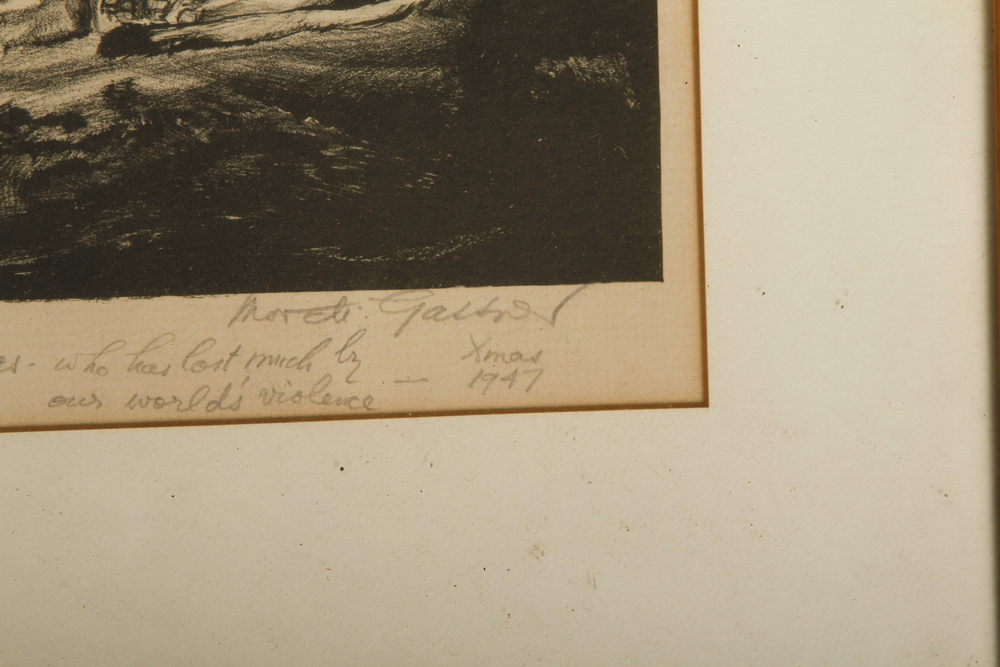 Mordi Gassner
es - who has lost much by
our world's violence —
Xmas
1947